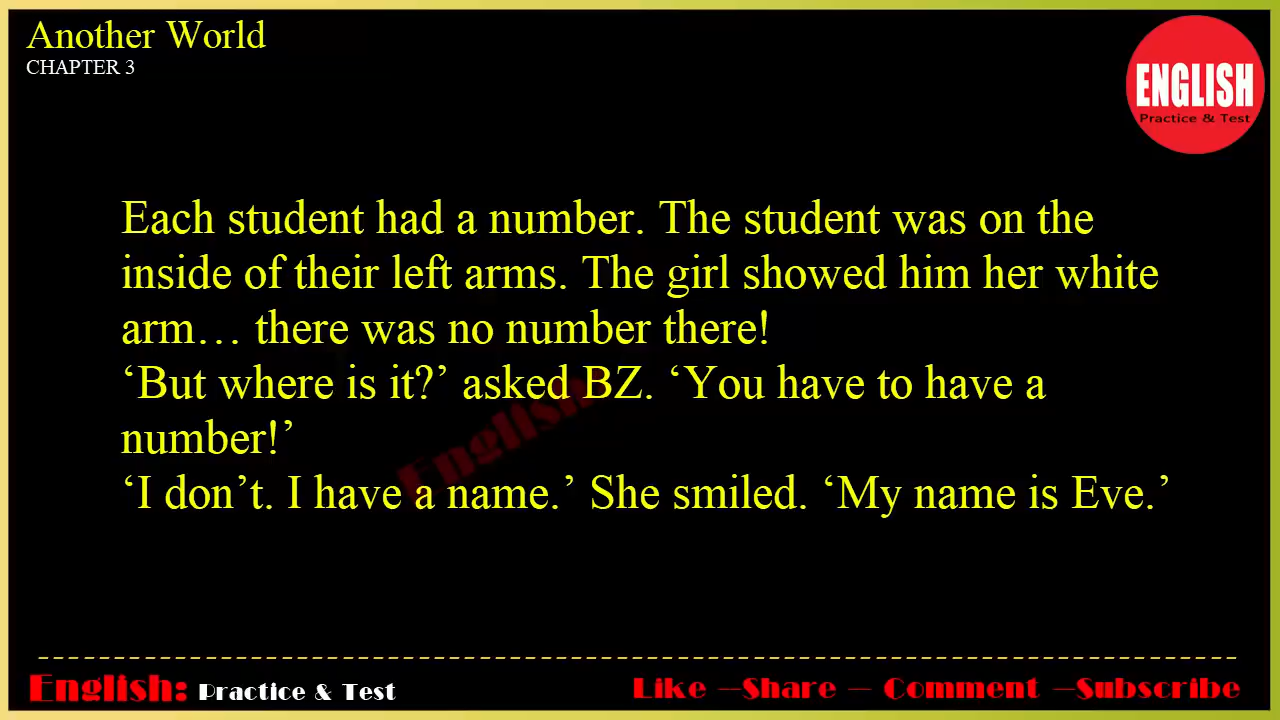 Another World
CHAPTER 3
ENGLISH
Practice & Test
Each student had a number. The student was on the
inside of their left arms. The girl showed him her white
arm… there was no number there!
‘But where is it?’ asked BZ. ‘You have to have a
number!’
‘I don’t. I have a name.’ She smiled. ‘My name is Eve.’
English
English: Practice & Test
Like —Share — Comment —Subscribe